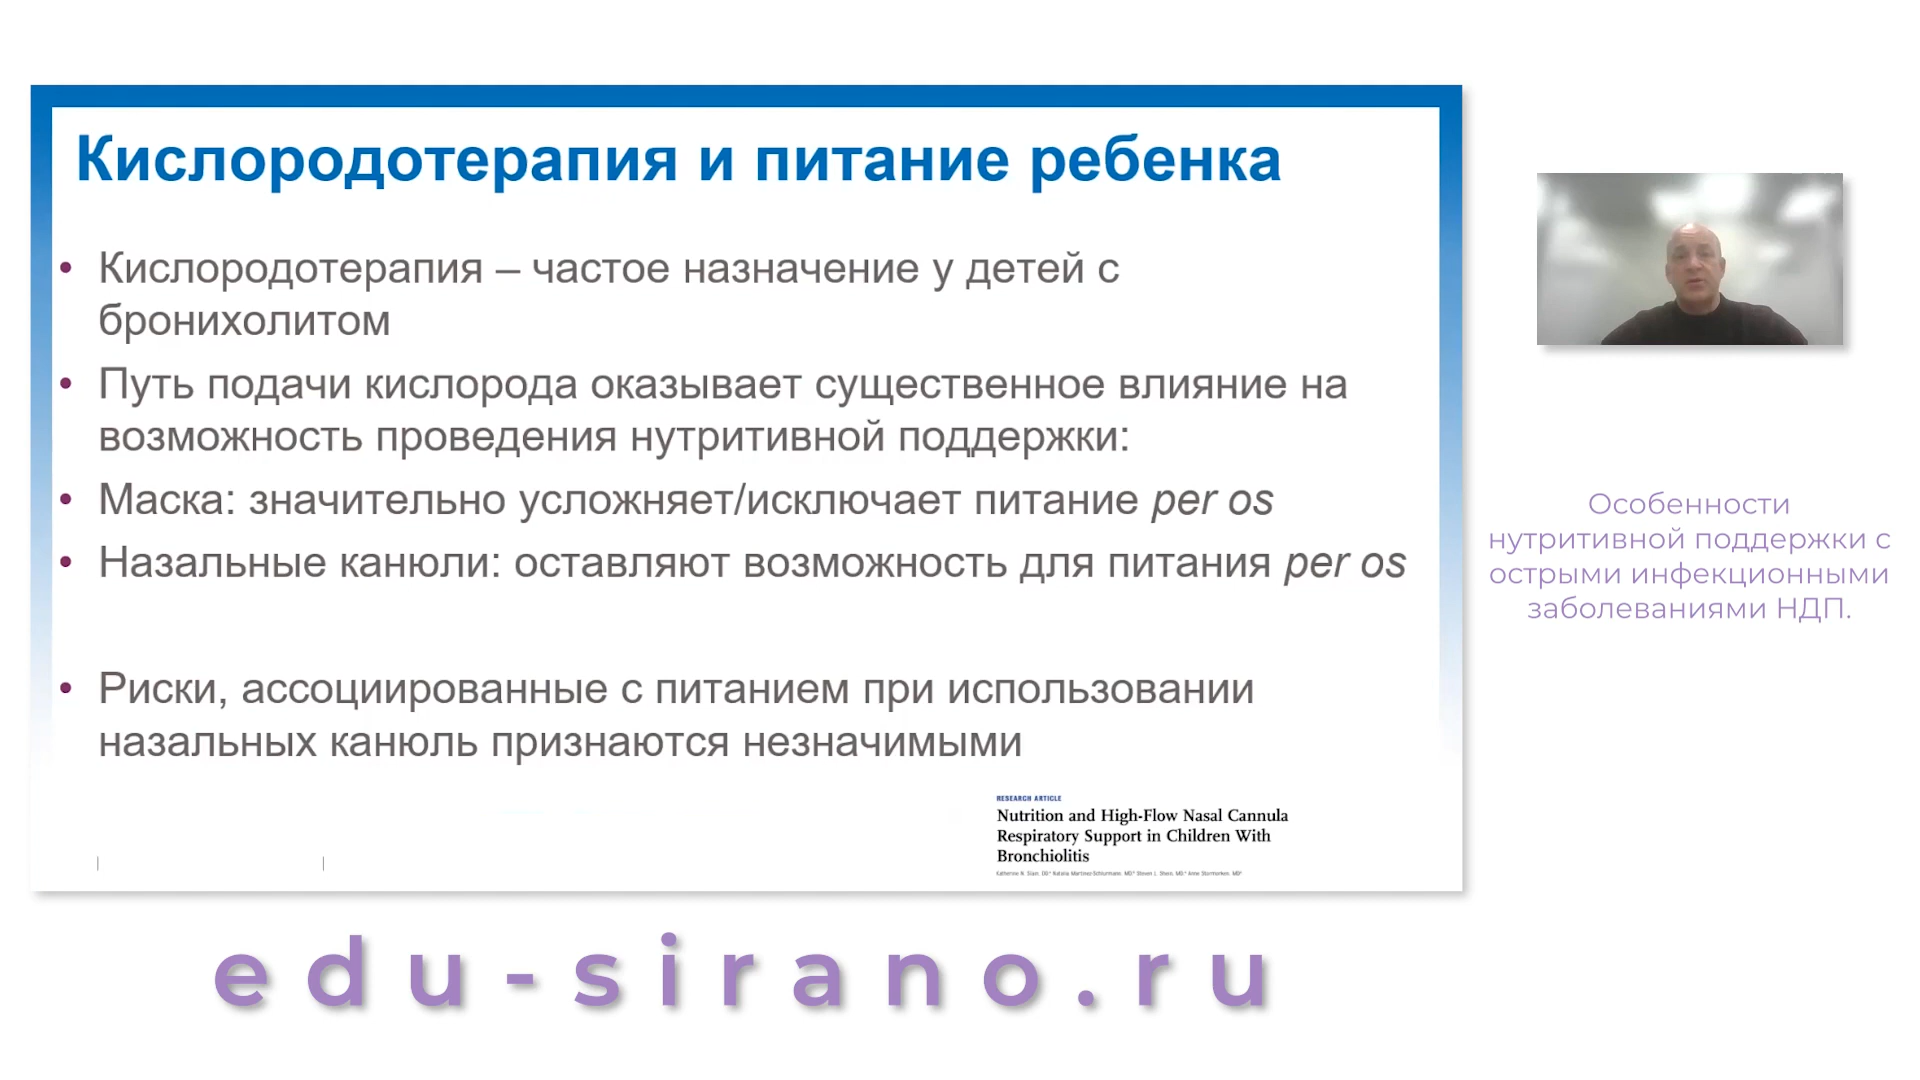 Кислородотерапия и питание ребенка
• Кислородотерапия – частое назначение у детей с
бронихолитом
• Путь подачи кислорода оказывает существенное влияние на
возможность проведения нутритивной поддержки:
• Маска: значительно усложняет/исключает питание per os
• Назальные канюли: оставляют возможность для питания per os
• Риски, ассоциированные с питанием при использовании
назальных канюль признаются незначимыми
RESEARCH ARTICLE
Nutrition and High-Flow Nasal Cannula
Respiratory Support in Children With
Bronchiolitis
Особенности
нутритивной поддержки с
острыми инфекционными
заболеваниями НДП.
edu-sirano.ru